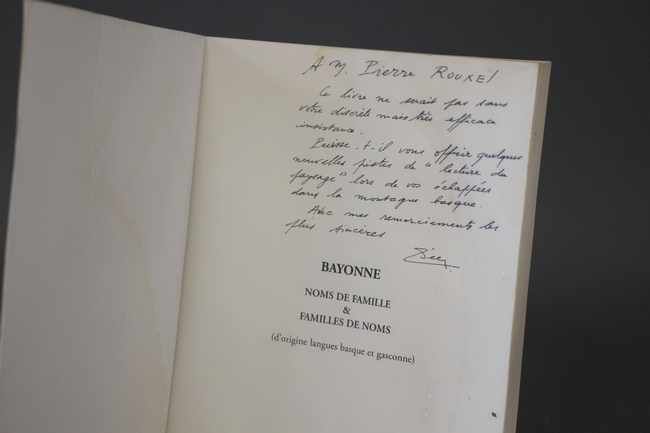 A M. Pierre ROUXEL
Ce livre ne serait pas sans
votre discrète mais très efficace
insistance.
Puisse-t-il vous offrir quelques
nouvelles pistes de "lecture du
paysage" lors de vos échappées
dans la montagne basque.
Avec mes remerciements les
plus sincères
BAYONNE
NOMS DE FAMILLE
&
FAMILLES DE NOMS
(d'origine langues basque et gasconne)